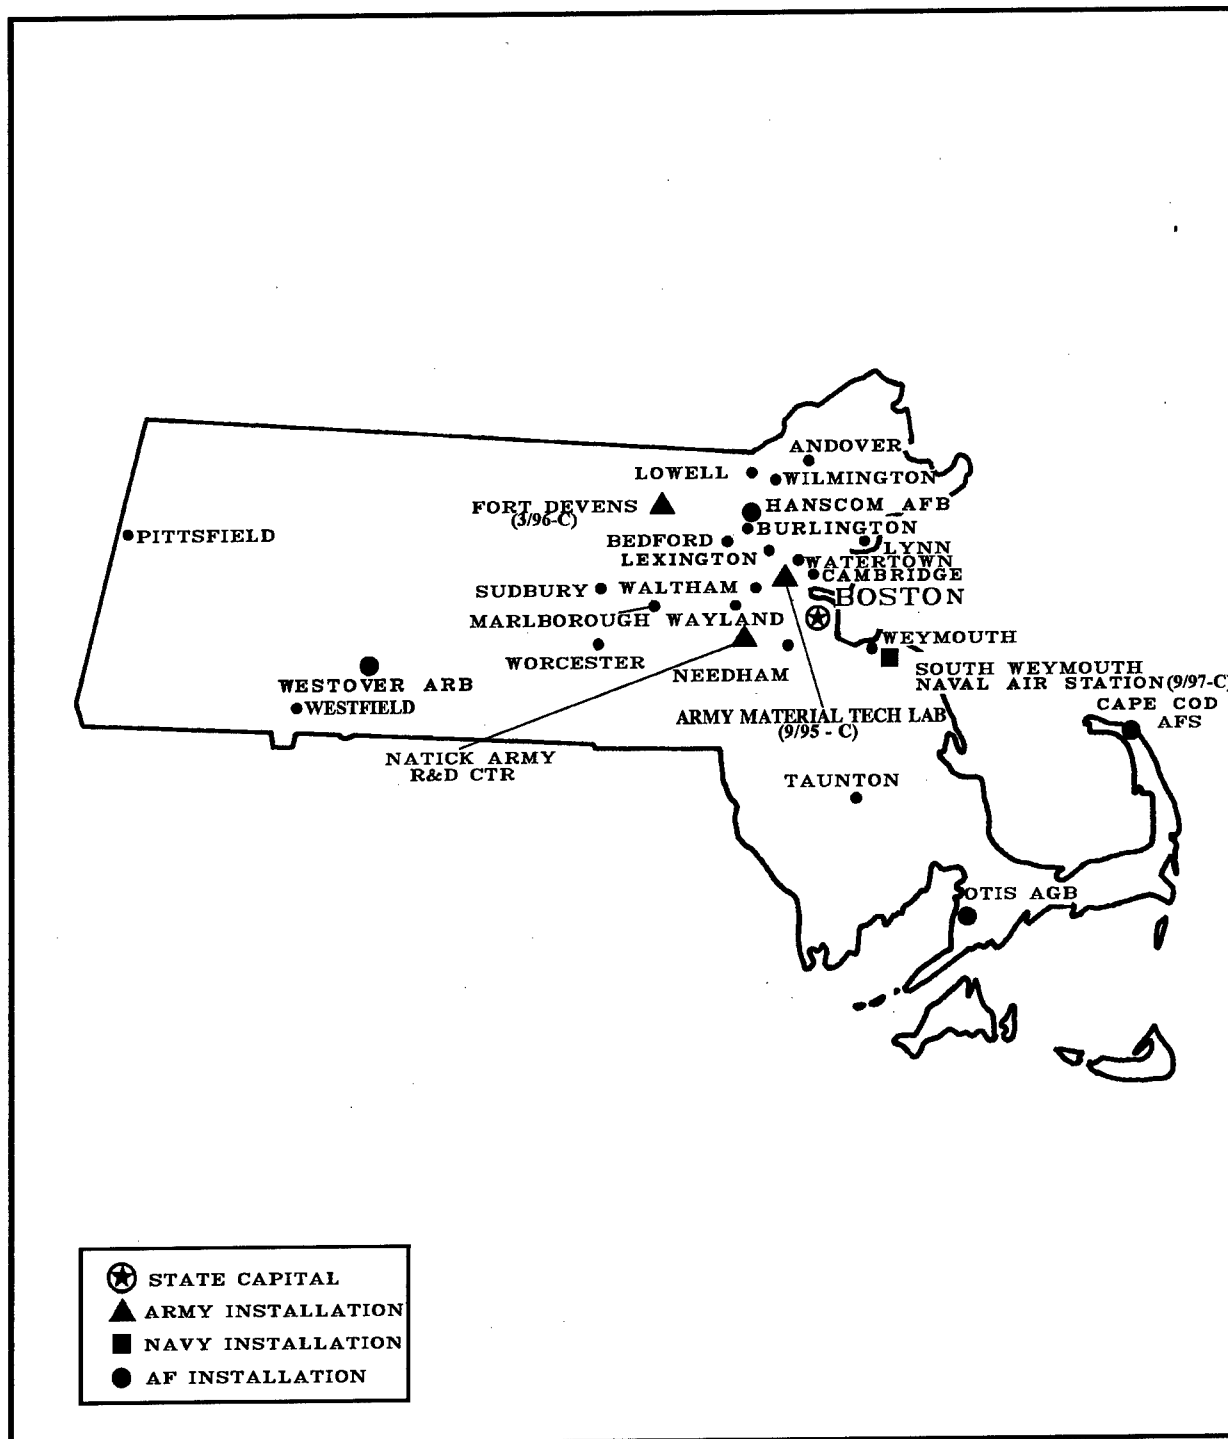 ANDOVER
LOWELL
WILMINGTON
FORT DEVENS
(3/96-C)
HANSCOM AFB
BURLINGTON
PITTSFIELD
BEDFORD
LYNN
LEXINGTON
WATERTOWN
CAMBRIDGE
SUDBURY
WALTHAM
BOSTON
MARLBOROUGH
WAYLAND
WEYMOUTH
WORCESTER
NEEDHAM
SOUTH WEYMOUTH
NAVAL AIR STATION (9/97-C)
WESTOVER ARB
WESTFIELD
ARMY MATERIAL TECH LAB
(9/95 - C)
CAPE COD
AFS
NATICK ARMY
R&D CTR
TAUNTON
OTIS AGB
STATE CAPITAL
ARMY INSTALLATION
NAVY INSTALLATION
AF INSTALLATION